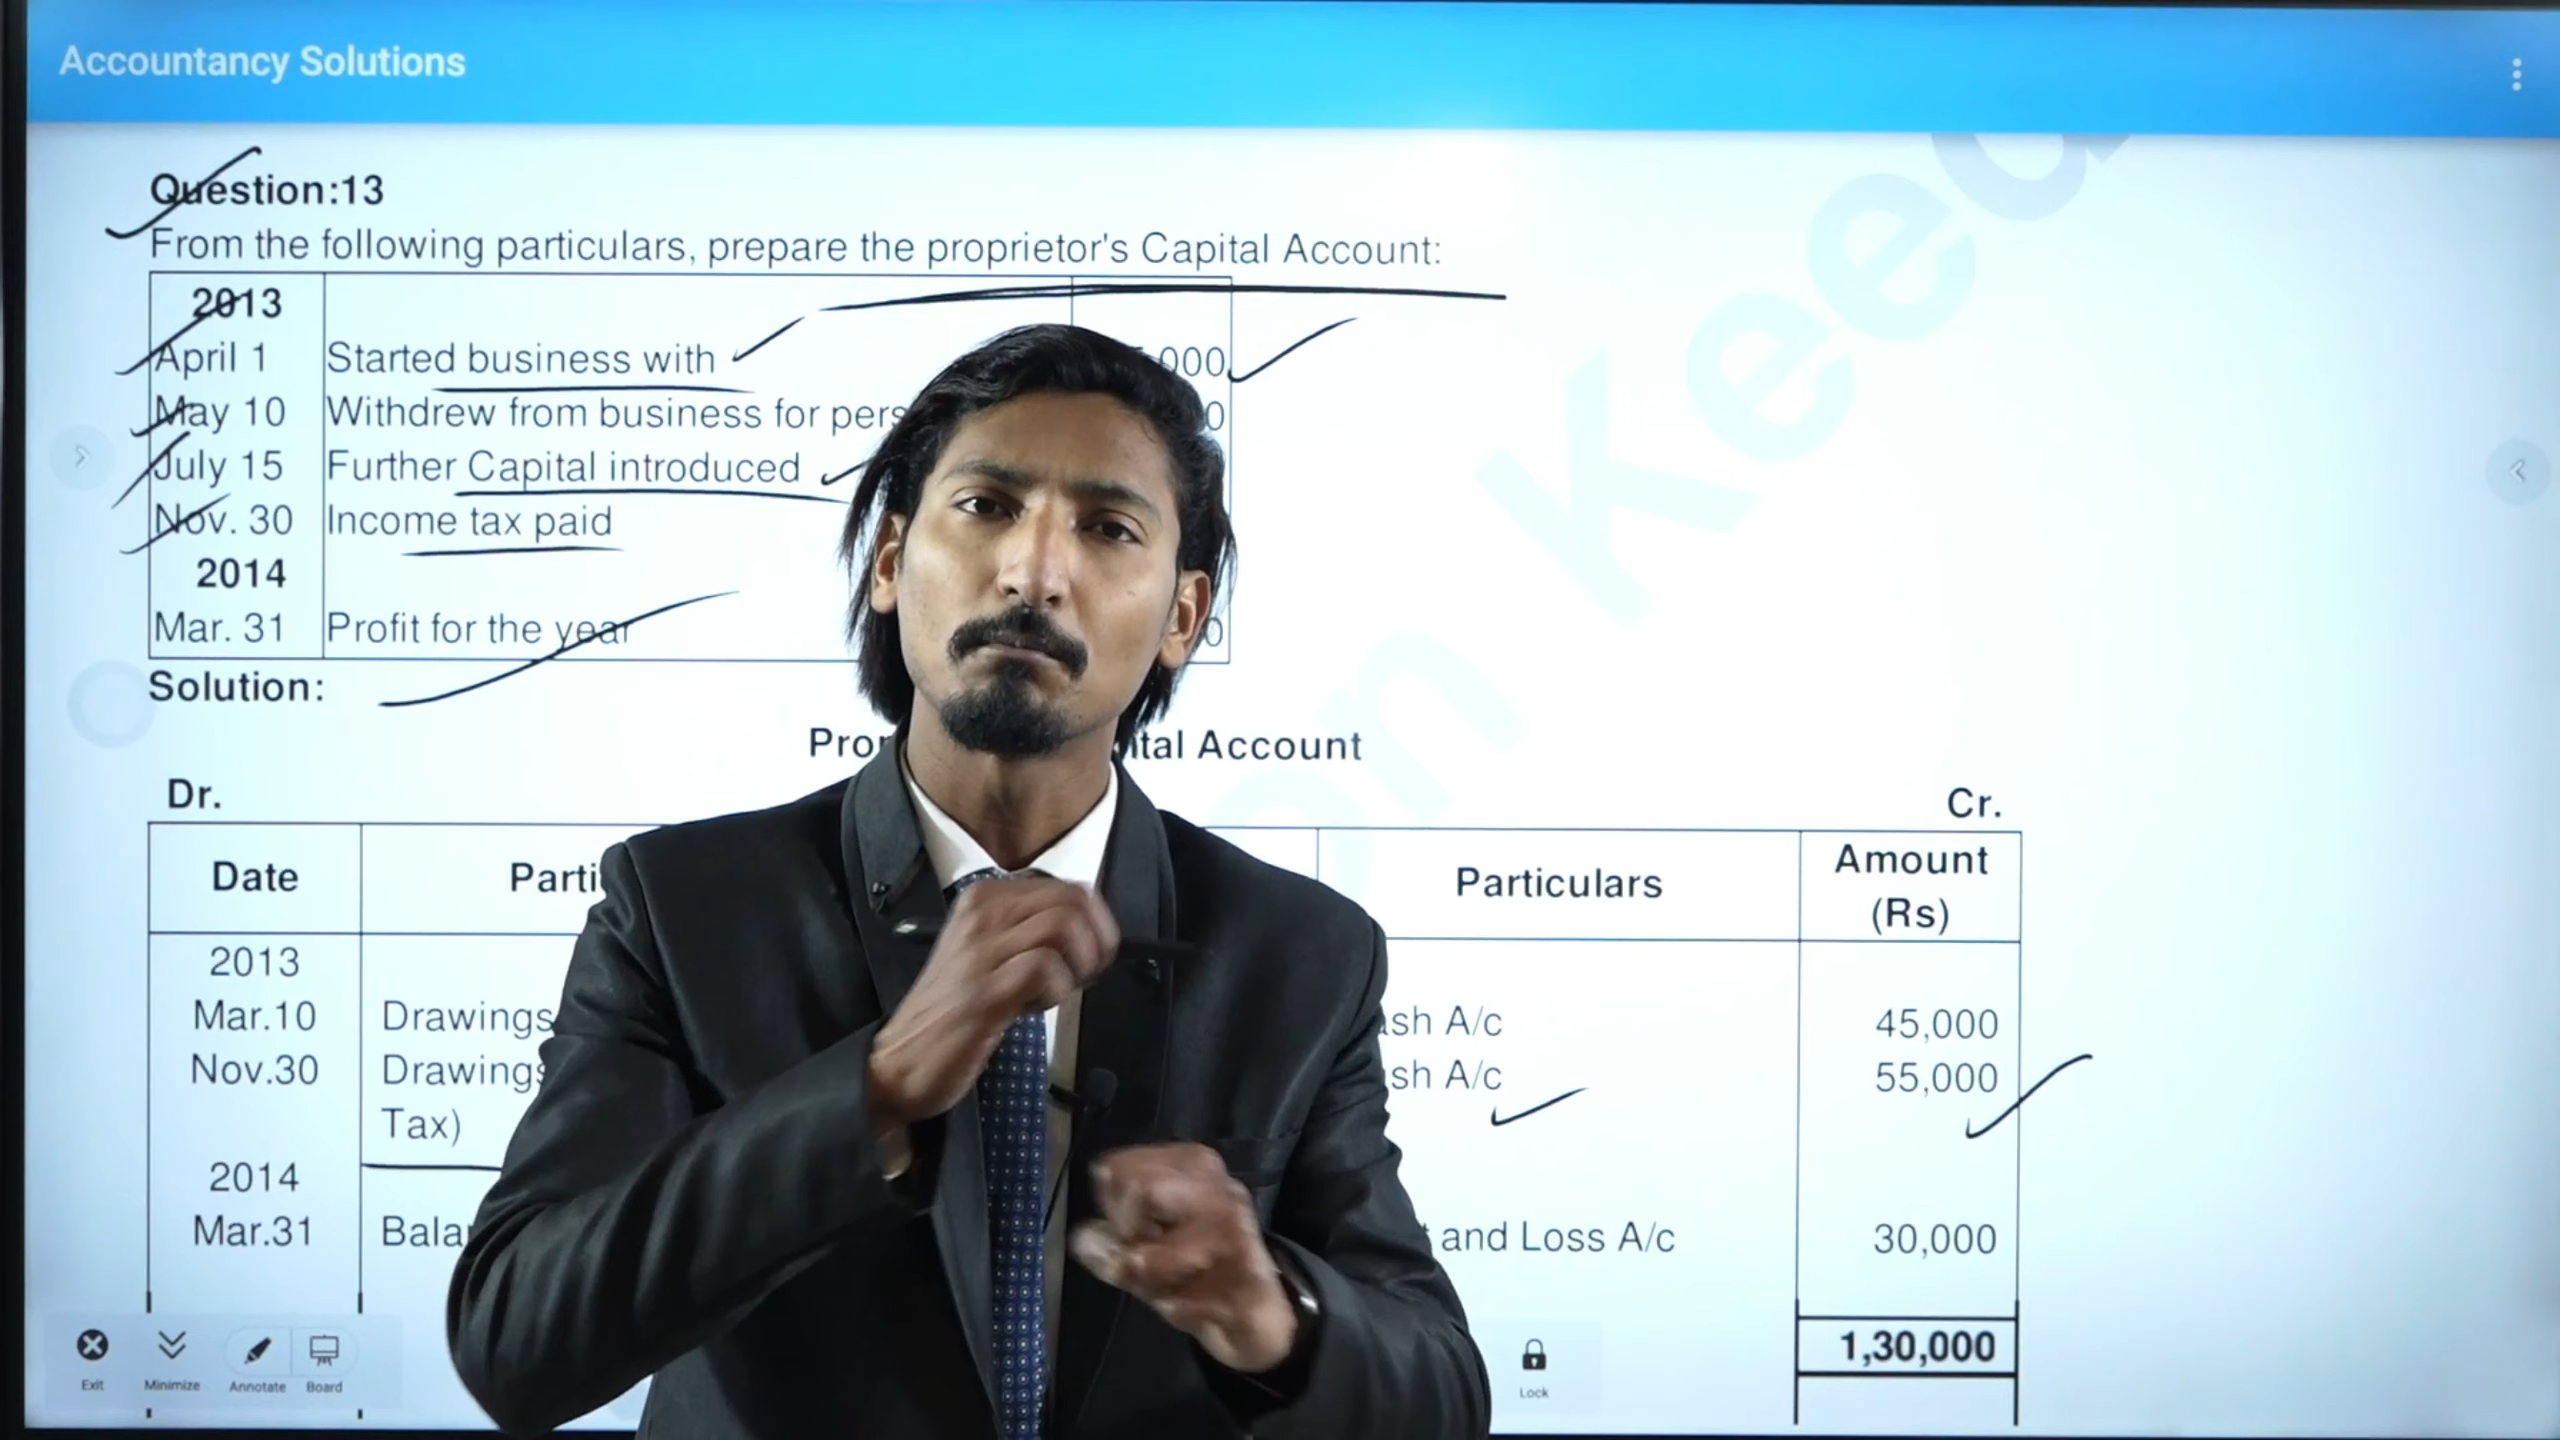 Accountancy Solutions
Question:13
From the following particulars, prepare the proprietor's Capital Account:
2013
April 1 Started business with 000
May 10 Withdrew from business for pers 0
July 15 Further Capital introduced
Nov. 30 Income tax paid
2014
Mar. 31 Profit for the year 0
Solution:
Pro ital Account
Dr. Cr.
Date Parti Particulars Amount (Rs)
2013
Mar.10 Drawings sh A/c 45,000
Nov.30 Drawings sh A/c 55,000
Tax)
2014
Mar.31 Bala and Loss A/c 30,000
1,30,000
Exit Minimize Annotate Board Lock